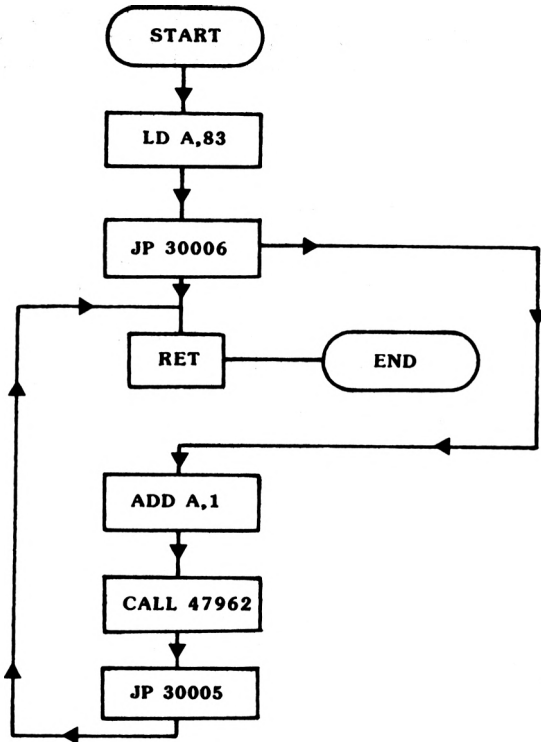 START
LD A,83
JP 30006
RET
END
ADD A,1
CALL 47962
JP 30005